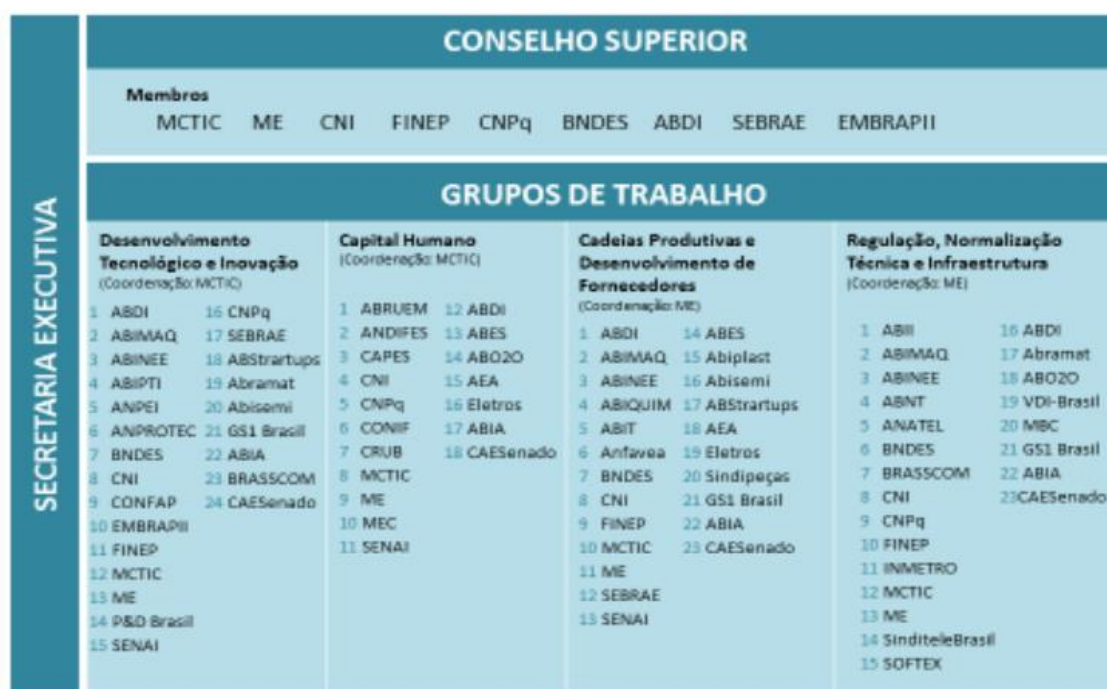 SECRETARIA EXECUTIVA
CONSELHO SUPERIOR
Membros
MCTIC ME CNI FINEP CNPq BNDES ABDI SEBRAE EMBRAPII
GRUPOS DE TRABALHO
Desenvolvimento
Tecnológico e Inovação
(Coordenação: MCTIC)
1 ABDI
2 ABIMAQ
3 ABINEE
4 ABIPTI
5 ANPEI
6 ANPROTEC
7 BNDES
8 CNI
9 CONFAP
10 EMBRAPII
11 FINEP
12 MCTIC
13 ME
14 P&D Brasil
15 SENAI
16 CNPq
17 SEBRAE
18 ABStrartups
19 Abramat
20 Abisemi
21 GS1 Brasil
22 ABIA
23 BRASSCOM
24 CAESenado
Capital Humano
(Coordenação: MCTIC)
1 ABRUEM
2 ANDIFES
3 CAPES
4 CNI
5 CNPq
6 CONIF
7 CRUB
8 MCTIC
9 ME
10 MEC
11 SENAI
12 ABDI
13 ABES
14 ABO2O
15 AEA
16 Eletros
17 ABIA
18 CAESenado
Cadeias Produtivas e
Desenvolvimento de
Fornecedores
(Coordenação: ME)
1 ABDI
2 ABIMAQ
3 ABINEE
4 ABIQUIM
5 ABIT
6 Anfavea
7 BNDES
8 CNI
9 FINEP
10 MCTIC
11 ME
12 SEBRAE
13 SENAI
14 ABES
15 Abiplast
16 Abisemi
17 ABStrartups
18 AEA
19 Eletros
20 Sindipeças
21 GS1 Brasil
22 ABIA
23 CAESenado
Regulação, Normalização
Técnica e Infraestrutura
(Coordenação: ME)
1 ABII
2 ABIMAQ
3 ABINEE
4 ABNT
5 ANATEL
6 BNDES
7 BRASSCOM
8 CNI
9 CNPq
10 FINEP
11 INMETRO
12 MCTIC
13 ME
14 SinditeleBrasil
15 SOFTEX
16 ABDI
17 Abramat
18 ABO2O
19 VDI-Brasil
20 MBC
21 GS1 Brasil
22 ABIA
23CAESenado